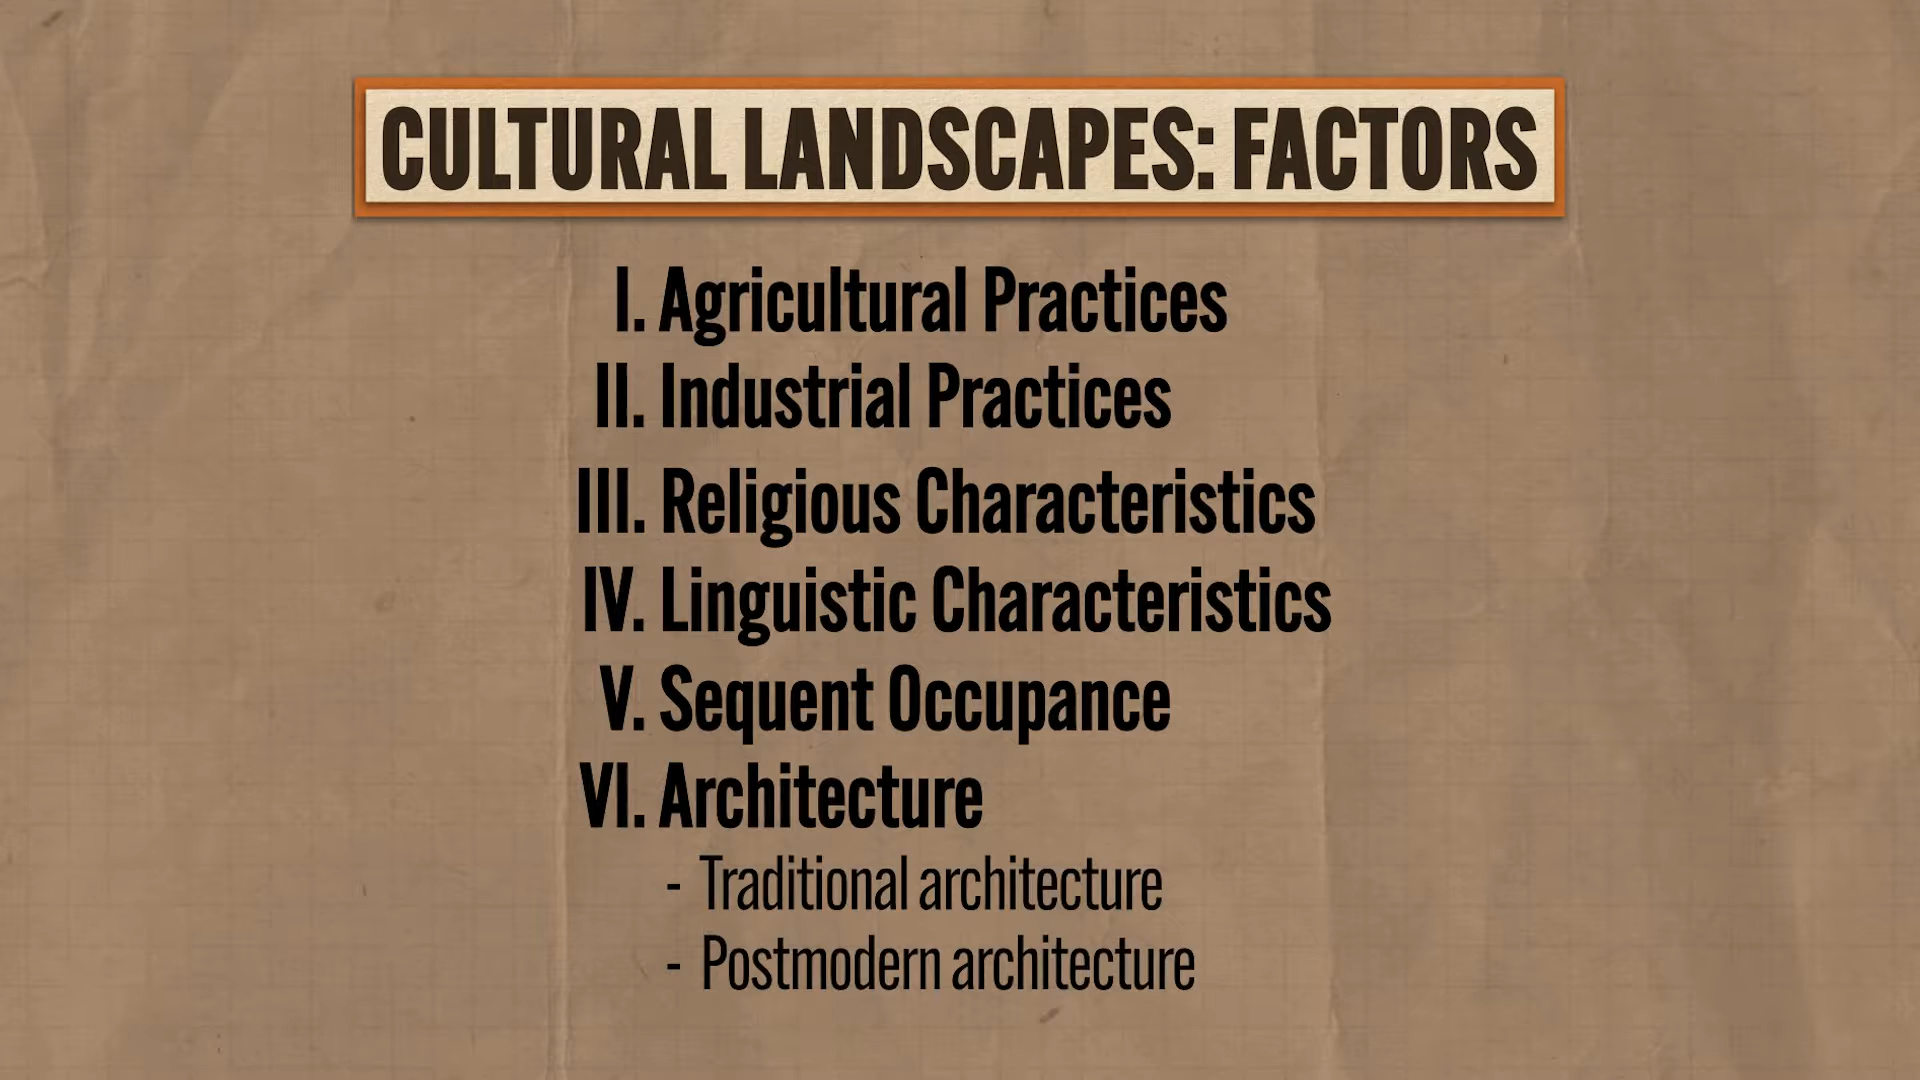 CULTURAL LANDSCAPES: FACTORS
I. Agricultural Practices
II. Industrial Practices
III. Religious Characteristics
IV. Linguistic Characteristics
V. Sequent Occupance
VI. Architecture
- Traditional architecture
- Postmodern architecture